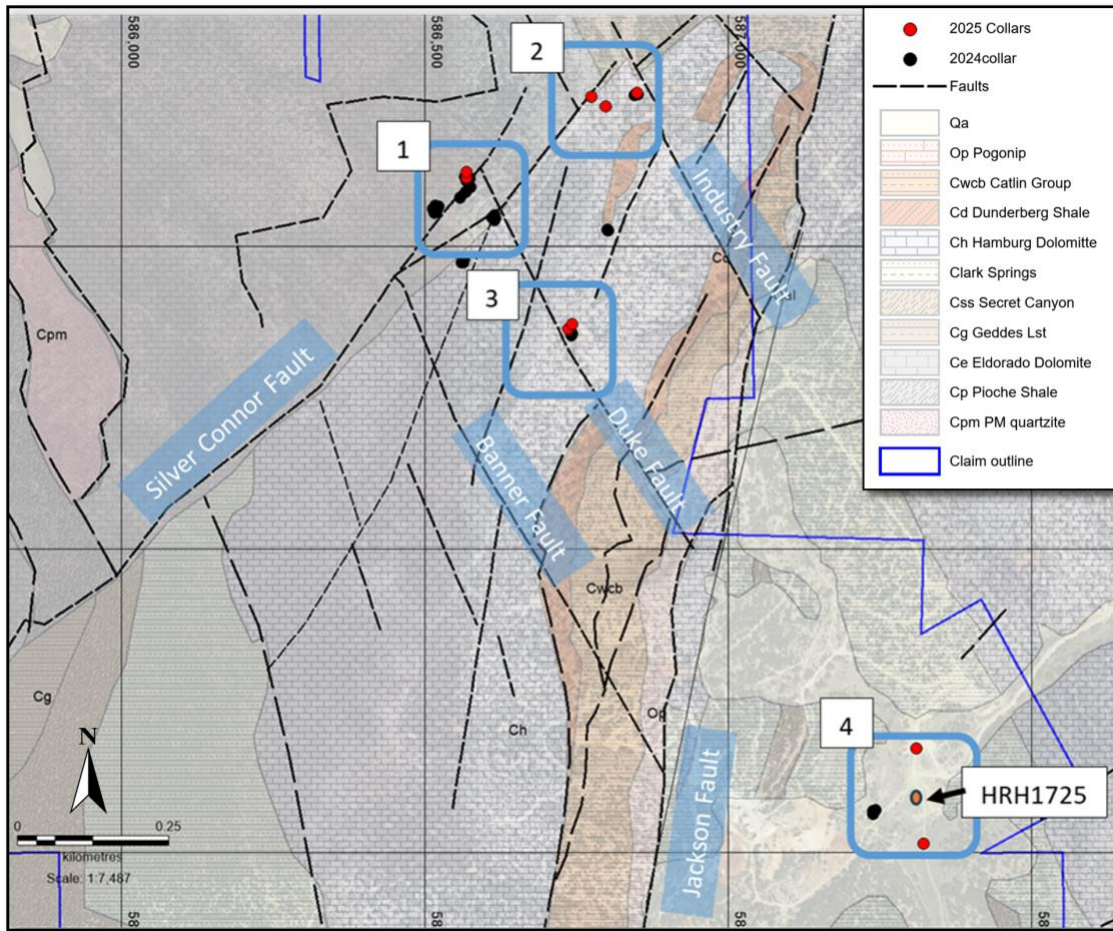 586,000
586,500
587,000
2
1
3
4
2025 Collars
2024collar
Faults
Qa
Op Pogonip
Cwcb Catlin Group
Cd Dunderberg Shale
Ch Hamburg Dolomitte
Clark Springs
Css Secret Canyon
Cg Geddes Lst
Ce Eldorado Dolomite
Cp Pioche Shale
Cpm PM quartzite
Claim outline
Industry Fault
Cpm
Silver Connor Fault
Banner Fault
Duke Fault
Cwcb
Cg
Ch
Jackson Fault
HRH1725
N
0 0.25
kilometres
Scale: 1:7,487